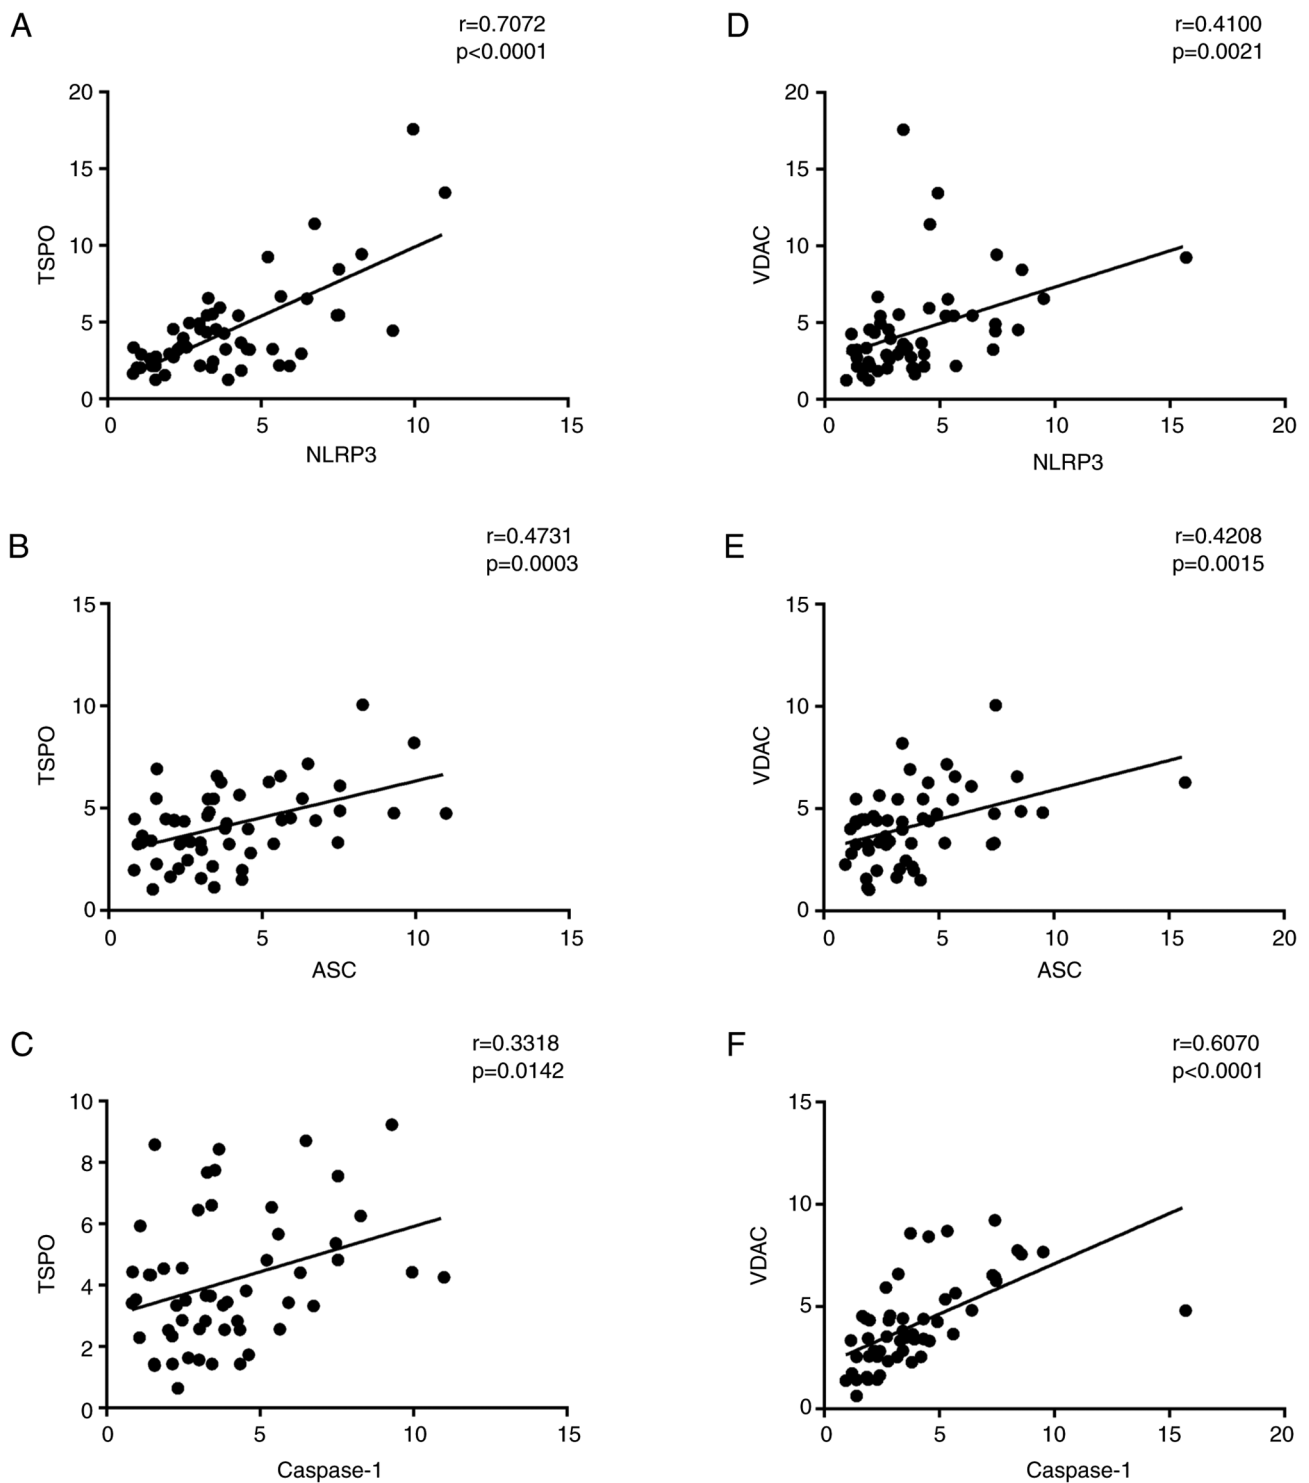 A
r=0.7072
p<0.0001
20
15
10
5
0
TSPO
0 5 10 15
NLRP3
D
r=0.4100
p=0.0021
20
15
10
5
0
VDAC
0 5 10 15 20
NLRP3
B
r=0.4731
p=0.0003
15
10
5
0
TSPO
0 5 10 15
ASC
E
r=0.4208
p=0.0015
15
10
5
0
VDAC
0 5 10 15 20
ASC
C
r=0.3318
p=0.0142
10
8
6
4
2
0
TSPO
0 5 10 15
Caspase-1
F
r=0.6070
p<0.0001
15
10
5
0
VDAC
0 5 10 15 20
Caspase-1